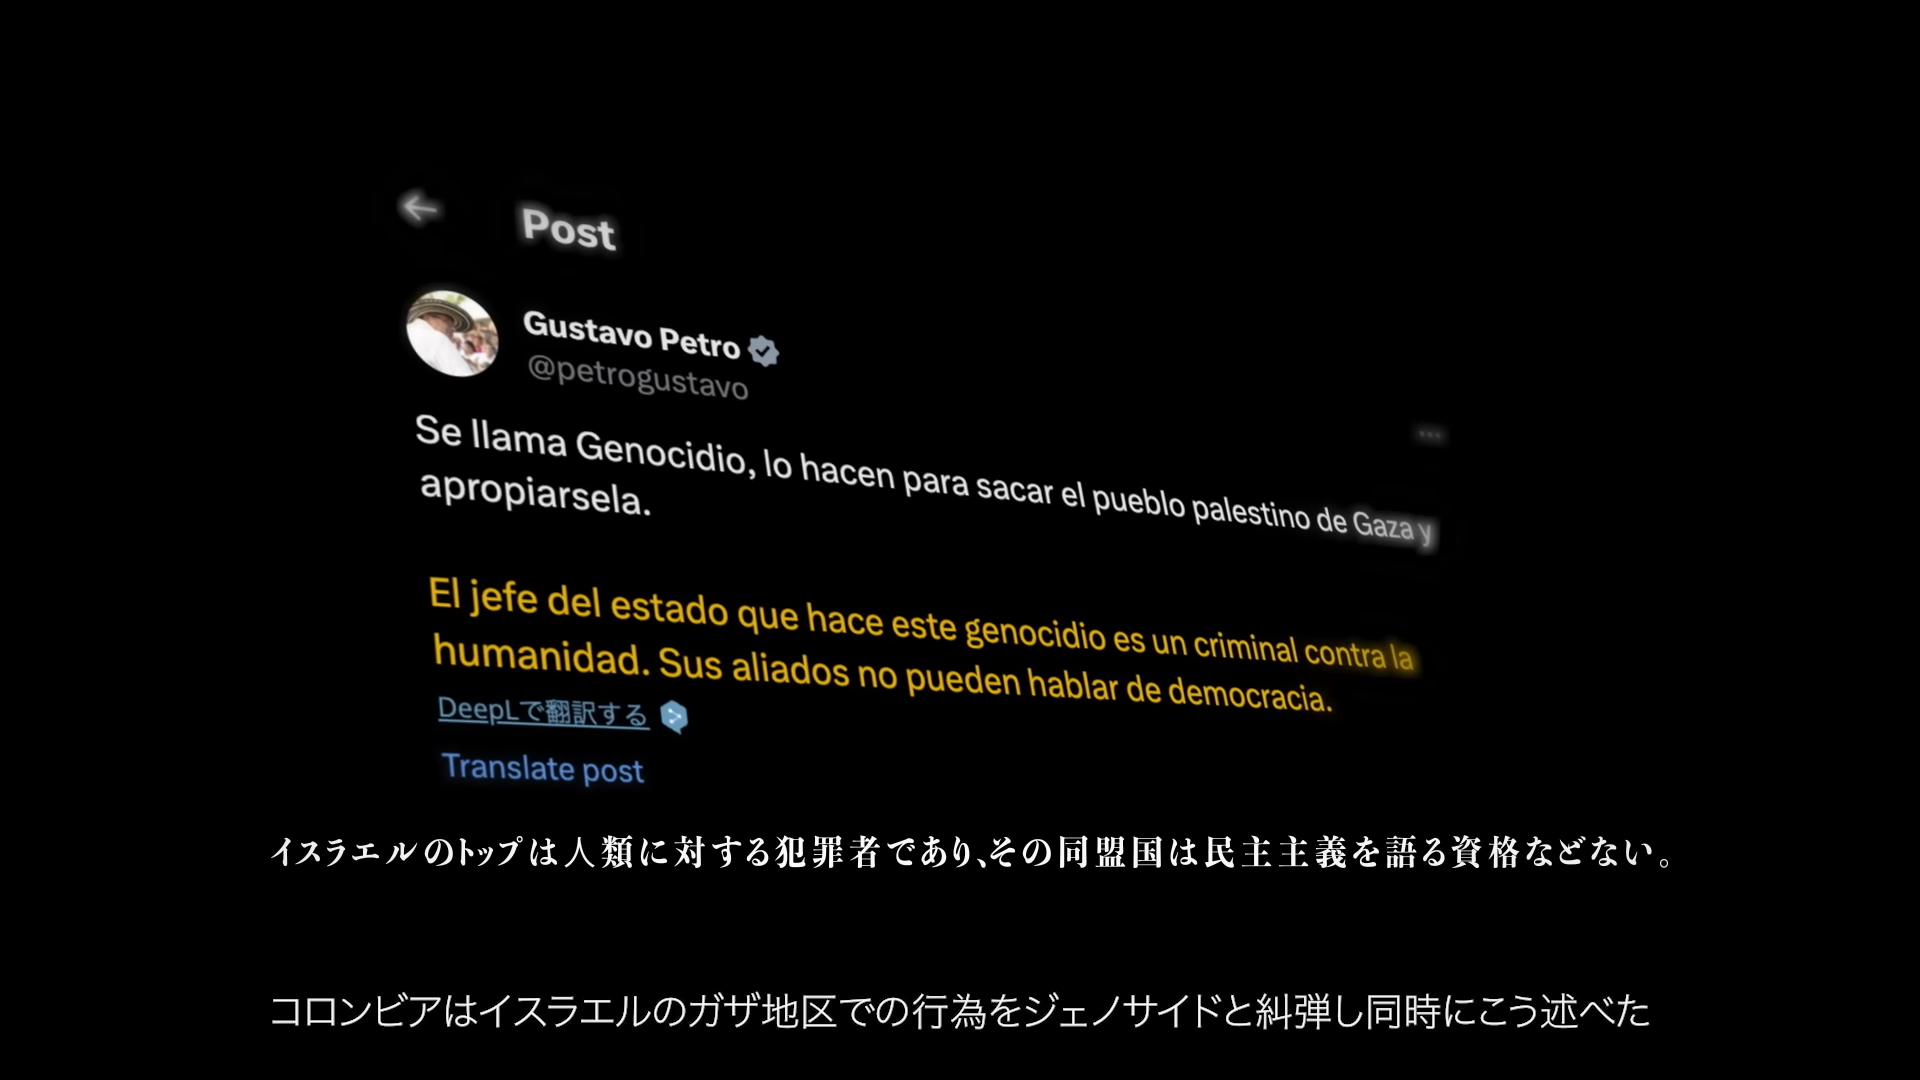 Post
Gustavo Petro
@petrogustavo
Se llama Genocidio, lo hacen para sacar el pueblo palestino de Gaza y
apropiarsela.
El jefe del estado que hace este genocidio es un criminal contra la
humanidad. Sus aliados no pueden hablar de democracia.
DeepLで翻訳する
Translate post
イスラエルのトップは人類に対する犯罪者であり、その同盟国は民主主義を語る資格などない。
コロンビアはイスラエルのガザ地区での行為をジェノサイドと糾弾し同時にこう述べた